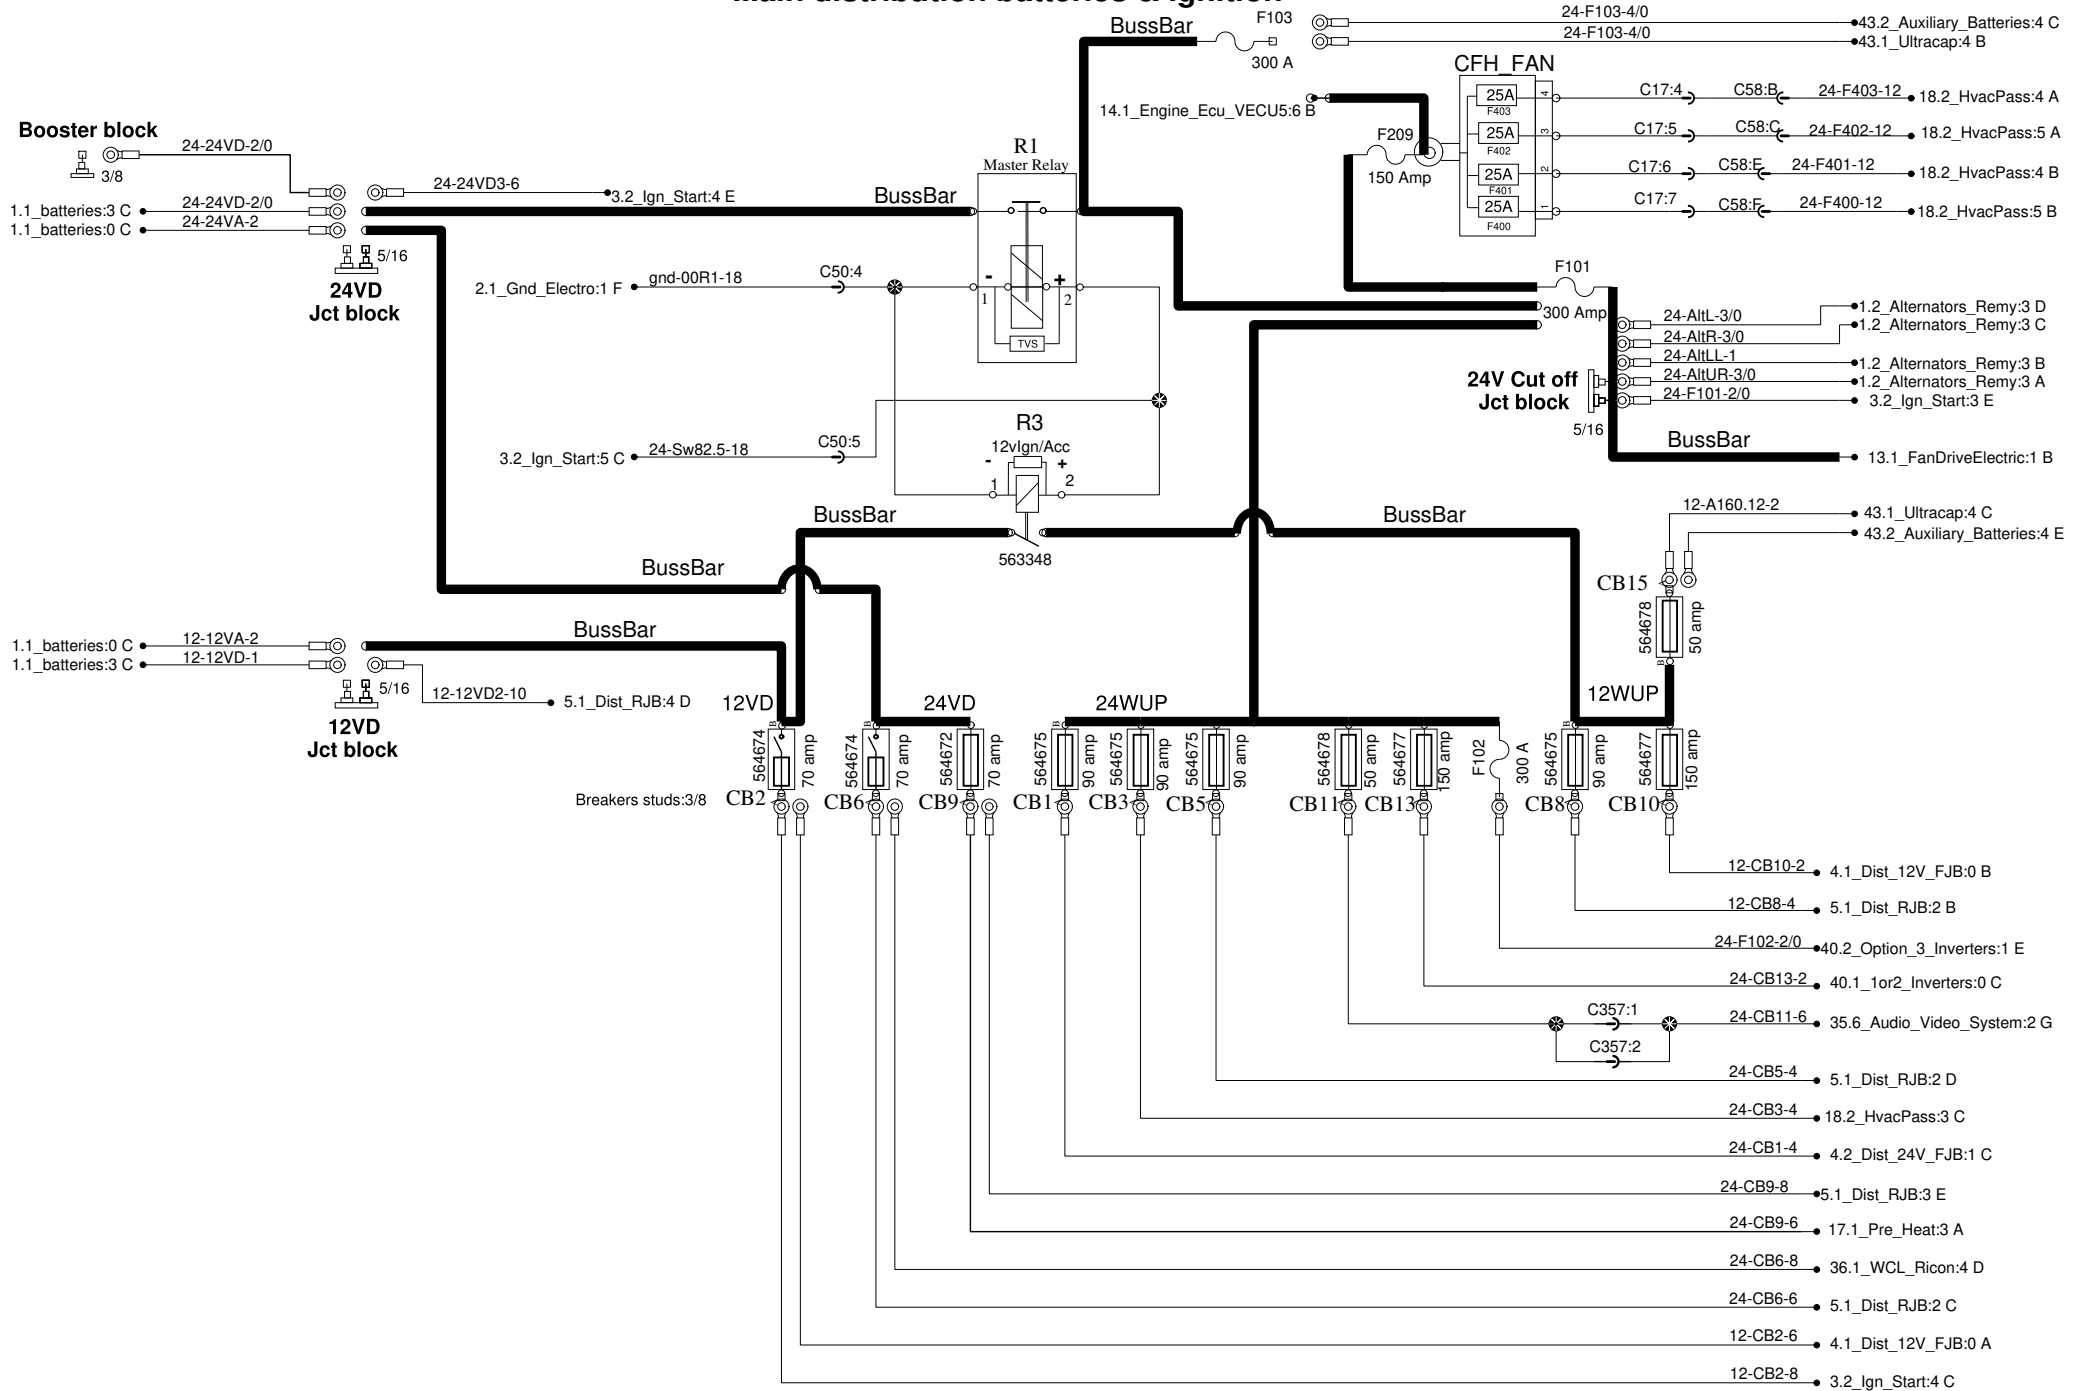 Main distribution batteries & Ignition
BussBar
F103
300 A
24-F103-4/0
43.2_Auxiliary_Batteries:4 C
24-F103-4/0
43.1_Ultracap:4 B
CFH_FAN
14.1_Engine_Ecu_VECU5:6 B
F209
150 Amp
25A
F403
4
C17:4
C58:B
24-F403-12
18.2_HvacPass:4 A
25A
F402
3
C17:5
C58:C
24-F402-12
18.2_HvacPass:5 A
25A
F401
2
C17:6
C58:E
24-F401-12
18.2_HvacPass:4 B
25A
F400
1
C17:7
C58:F
24-F400-12
18.2_HvacPass:5 B
Booster block
3/8
24-24VD-2/0
24-24VD3-6
3.2_Ign_Start:4 E
1.1_batteries:3 C
24-24VD-2/0
1.1_batteries:0 C
24-24VA-2
5/16
24VD
Jct block
BussBar
R1
Master Relay
-
+
1
2
TVS
2.1_Gnd_Electro:1 F
gnd-00R1-18
C50:4
3.2_Ign_Start:5 C
24-Sw82.5-18
C50:5
R3
12vIgn/Acc
-
+
1
2
563348
F101
300 Amp
24-AltL-3/0
1.2_Alternators_Remy:3 D
24-AltR-3/0
1.2_Alternators_Remy:3 C
24-AltLL-1
1.2_Alternators_Remy:3 B
24-AltUR-3/0
1.2_Alternators_Remy:3 A
24-F101-2/0
3.2_Ign_Start:3 E
24V Cut off
Jct block
5/16
BussBar
13.1_FanDriveElectric:1 B
BussBar
BussBar
BussBar
12-A160.12-2
43.1_Ultracap:4 C
43.2_Auxiliary_Batteries:4 E
CB15
564678
50 amp
B
1.1_batteries:0 C
12-12VA-2
1.1_batteries:3 C
12-12VD-1
BussBar
5/16
12-12VD2-10
5.1_Dist_RJB:4 D
12VD
Jct block
12VD
24VD
24WUP
12WUP
B
564674
70 amp
B
564674
70 amp
564672
70 amp
B
564675
90 amp
564675
90 amp
564675
90 amp
564678
50 amp
564677
150 amp
F102
300 A
B
564675
90 amp
564677
150 amp
Breakers studs:3/8
CB2
CB6
CB9
CB1
CB3
CB5
CB11
CB13
CB8
CB10
12-CB10-2
4.1_Dist_12V_FJB:0 B
12-CB8-4
5.1_Dist_RJB:2 B
24-F102-2/0
40.2_Option_3_Inverters:1 E
24-CB13-2
40.1_1or2_Inverters:0 C
C357:1
24-CB11-6
35.6_Audio_Video_System:2 G
C357:2
24-CB5-4
5.1_Dist_RJB:2 D
24-CB3-4
18.2_HvacPass:3 C
24-CB1-4
4.2_Dist_24V_FJB:1 C
24-CB9-8
5.1_Dist_RJB:3 E
24-CB9-6
17.1_Pre_Heat:3 A
24-CB6-8
36.1_WCL_Ricon:4 D
24-CB6-6
5.1_Dist_RJB:2 C
12-CB2-6
4.1_Dist_12V_FJB:0 A
12-CB2-8
3.2_Ign_Start:4 C